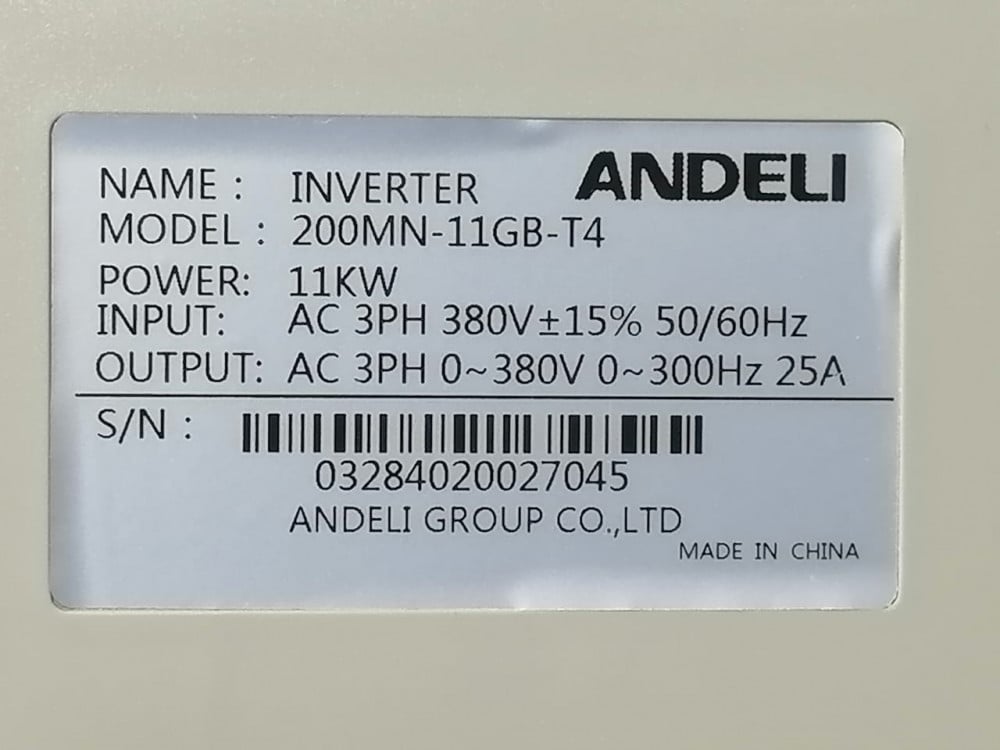 ANDELI
NAME : INVERTER
MODEL : 200MN-11GB-T4
POWER: 11KW
INPUT: AC 3PH 380V±15% 50/60Hz
OUTPUT: AC 3PH 0~380V 0~300Hz 25A
S/N :
03284020027045
ANDELI GROUP CO.,LTD
MADE IN CHINA